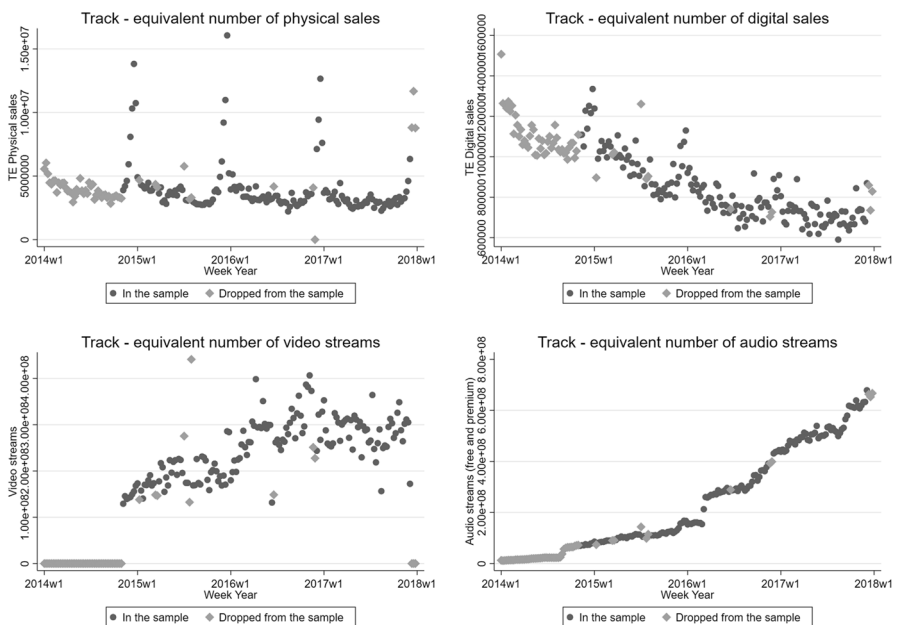 Track - equivalent number of physical sales
TE Physical sales
0 5000000 1.00e+07 1.50e+07
2014w1 2015w1 2016w1 2017w1 2018w1
Week Year
In the sample Dropped from the sample
Track - equivalent number of digital sales
TE Digital sales
600000 800000 1000000 1200000 1400000 1600000
2014w1 2015w1 2016w1 2017w1 2018w1
Week Year
In the sample Dropped from the sample
Track - equivalent number of video streams
Video streams
0 1.00e+08 2.00e+08 3.00e+08 4.00e+08
2014w1 2015w1 2016w1 2017w1 2018w1
Week Year
In the sample Dropped from the sample
Track - equivalent number of audio streams
Audio streams (free and premium)
0 2.00e+08 4.00e+08 6.00e+08 8.00e+08
2014w1 2015w1 2016w1 2017w1 2018w1
Week Year
In the sample Dropped from the sample